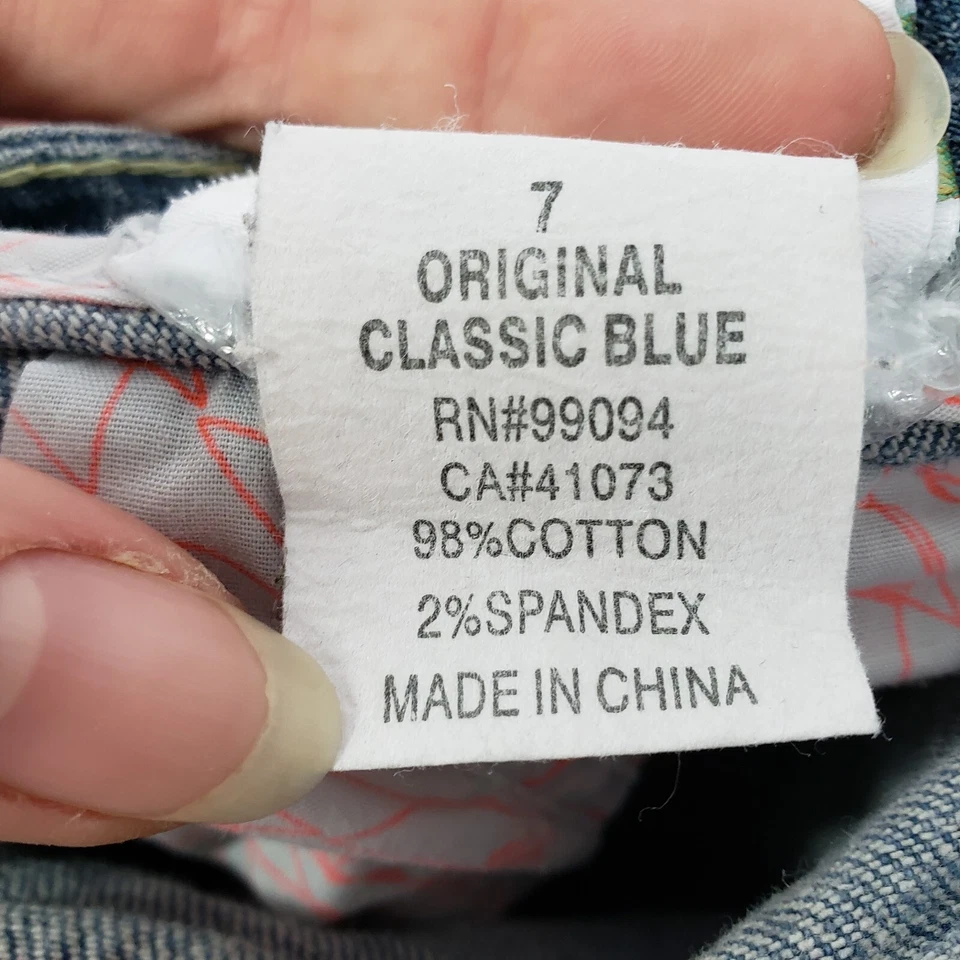 7
ORIGINAL
CLASSIC BLUE
RN#99094
CA#41073
98%COTTON
2%SPANDEX
MADE IN CHINA